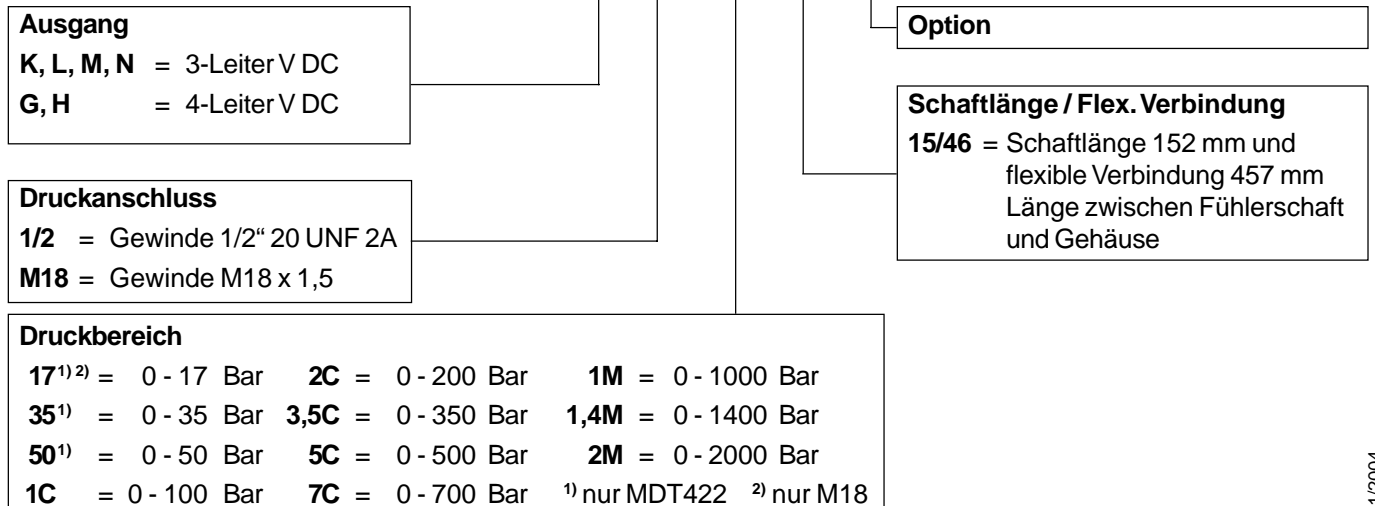 Ausgang
K, L, M, N = 3-Leiter V DC
G, H = 4-Leiter V DC
Option
Schaftlänge / Flex. Verbindung
15/46 = Schaftlänge 152 mm und
flexible Verbindung 457 mm
Länge zwischen Fühlerschaft
und Gehäuse
Druckanschluss
1/2 = Gewinde 1/2“ 20 UNF 2A
M18 = Gewinde M18 x 1,5
Druckbereich
17 1) 2) = 0 - 17 Bar 2C = 0 - 200 Bar 1M = 0 - 1000 Bar
35 1) = 0 - 35 Bar 3,5C = 0 - 350 Bar 1,4M = 0 - 1400 Bar
50 1) = 0 - 50 Bar 5C = 0 - 500 Bar 2M = 0 - 2000 Bar
1C = 0 - 100 Bar 7C = 0 - 700 Bar 1) nur MDT422 2) nur M18